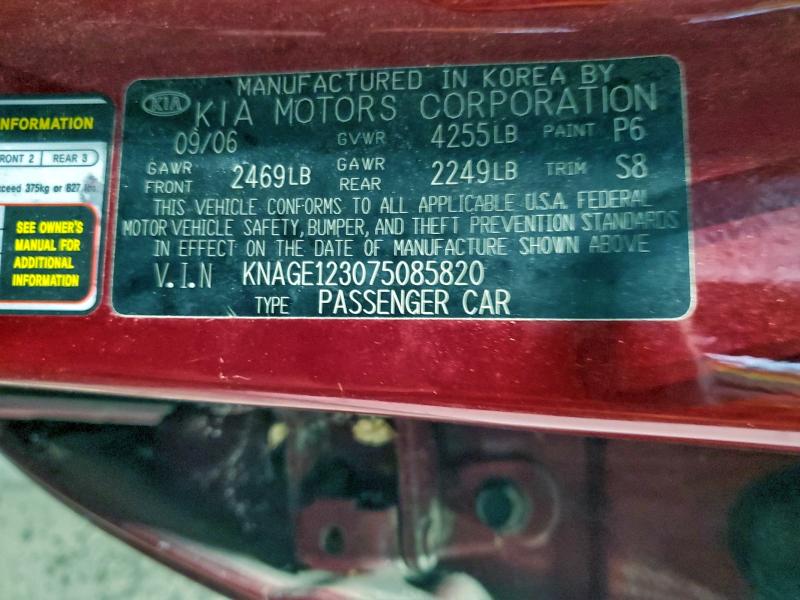 MANUFACTURED IN KOREA BY
KIA KIA MOTORS CORPORATION
09/06 GVWR 4255LB PAINT P6
GAWR FRONT 2469LB GAWR REAR 2249LB TRIM S8
THIS VEHICLE CONFORMS TO ALL APPLICABLE U.S.A. FEDERAL
MOTOR VEHICLE SAFETY, BUMPER, AND THEFT PREVENTION STANDARDS
IN EFFECT ON THE DATE OF MANUFACTURE SHOWN ABOVE
V.I.N KNAGE123075085820
TYPE PASSENGER CAR
INFORMATION
FRONT 2 REAR 3
exceed 375kg or 827 lbs.
SEE OWNER'S
MANUAL FOR
ADDITIONAL
INFORMATION